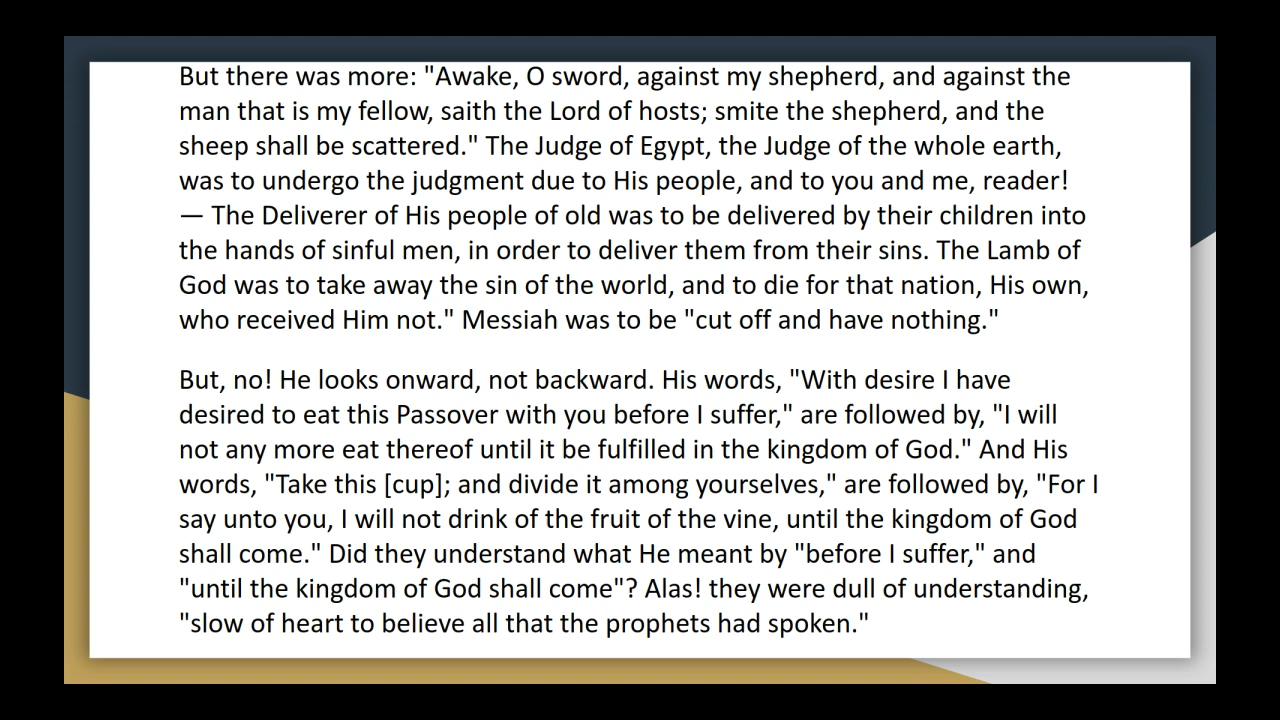 But there was more: "Awake, O sword, against my shepherd, and against the
man that is my fellow, saith the Lord of hosts; smite the shepherd, and the
sheep shall be scattered." The Judge of Egypt, the Judge of the whole earth,
was to undergo the judgment due to His people, and to you and me, reader!
— The Deliverer of His people of old was to be delivered by their children into
the hands of sinful men, in order to deliver them from their sins. The Lamb of
God was to take away the sin of the world, and to die for that nation, His own,
who received Him not." Messiah was to be "cut off and have nothing."
But, no! He looks onward, not backward. His words, "With desire I have
desired to eat this Passover with you before I suffer," are followed by, "I will
not any more eat thereof until it be fulfilled in the kingdom of God." And His
words, "Take this [cup]; and divide it among yourselves," are followed by, "For I
say unto you, I will not drink of the fruit of the vine, until the kingdom of God
shall come." Did they understand what He meant by "before I suffer," and
"until the kingdom of God shall come"? Alas! they were dull of understanding,
"slow of heart to believe all that the prophets had spoken."